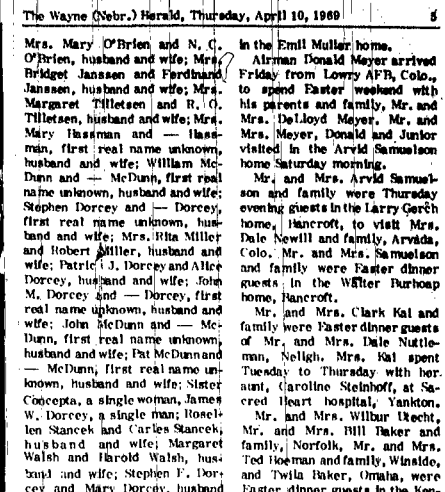 The Wayne (Nebr.) Herald, Thursday, April 10, 1969 5
Mrs. Mary O'Brien and N. C.
O'Brien, husband and wife; Mrs.
Bridget Janssen and Ferdinand
Janssen, husband and wife; Mrs.
Margaret Tilletsen and R. O.
Tilletsen, husband and wife; Mrs.
Mary Hassman and — Hass-
man, first real name unknown,
husband and wife; William Mc-
Dunn and — McDunn, first real
name unknown, husband and wife;
Stephen Dorcey and — Dorcey,
first real name unknown, hus-
band and wife; Mrs. Rita Miller
and Robert Miller, husband and
wife; Patric J. Dorcey and Alice
Dorcey, husband and wife; John
M. Dorcey and — Dorcey, first
real name unknown, husband and
wife; John McDunn and — Mc-
Dunn, first real name unknown,
husband and wife; Pat McDunn and
— McDunn, first real name un-
known, husband and wife; Sister
Concepta, a single woman, James
W. Dorcey, a single man; Rosel-
len Stancek and Carles Stancek,
husband and wife; Margaret
Walsh and Harold Walsh, hus-
band and wife; Stephen F. Dor-
cey and Mary Dorcey, husband
in the Emil Muller home.
Airman Donald Meyer arrived
Friday from Lowry AFB, Colo.,
to spend Easter weekend with
his parents and family, Mr. and
Mrs. DeLloyd Meyer. Mr. and
Mrs. Meyer, Donald and Junior
visited in the Arvid Samuelson
home Saturday morning.
Mr. and Mrs. Arvid Samuel-
son and family were Thursday
evening guests in the Larry Gerch
home, Bancroft, to visit Mrs.
Dale Newill and family, Arvada,
Colo. Mr. and Mrs. Samuelson
and family were Easter dinner
guests in the Walter Burhoap
home, Bancroft.
Mr. and Mrs. Clark Kai and
family were Easter dinner guests
of Mr. and Mrs. Dale Nuttle-
man, Neligh. Mrs. Kai spent
Tuesday to Thursday with her
aunt, Caroline Steinhoff, at Sa-
cred Heart hospital, Yankton.
Mr. and Mrs. Wilbur Utecht,
Mr. and Mrs. Bill Baker and
family, Norfolk, Mr. and Mrs.
Ted Hoeman and family, Winside,
and Twila Baker, Omaha, were
Easter dinner guests in the Ken